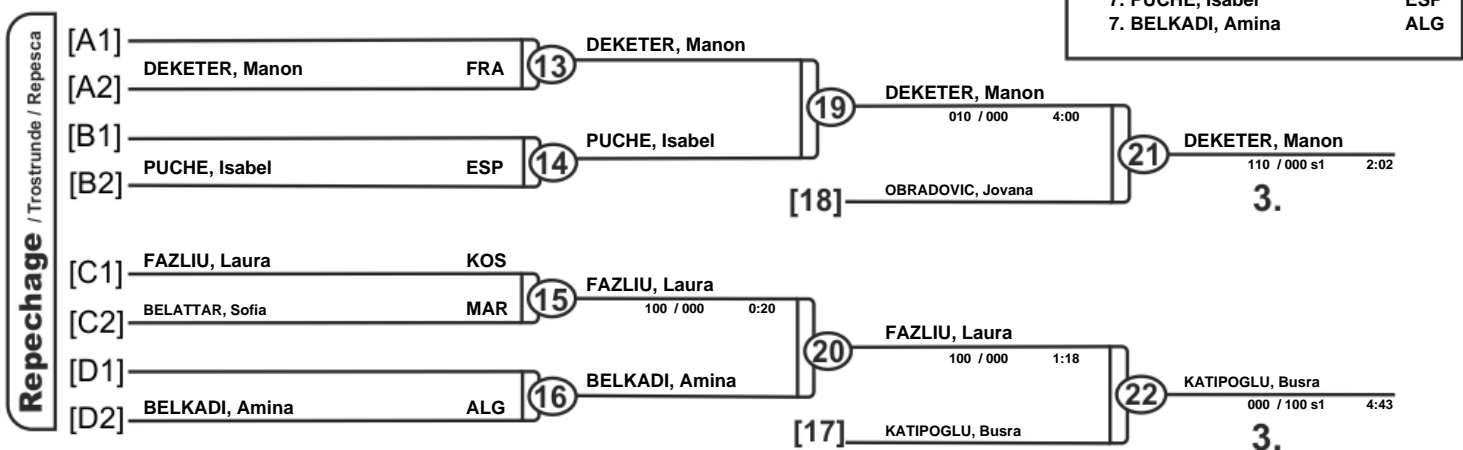 7. PUCHE, Isabel ESP
7. BELKADI, Amina ALG
Repechage / Trostrunde / Repesca
[A1]
DEKETER, Manon FRA
[A2]
13
DEKETER, Manon
[B1]
PUCHE, Isabel ESP
[B2]
14
PUCHE, Isabel
19
DEKETER, Manon
010 / 000 4:00
[18]
OBRADOVIC, Jovana
21
DEKETER, Manon
110 / 000 s1 2:02
3.
[C1]
FAZLIU, Laura KOS
[C2]
BELATTAR, Sofia MAR
15
FAZLIU, Laura
100 / 000 0:20
[D1]
[D2]
BELKADI, Amina ALG
16
BELKADI, Amina
20
FAZLIU, Laura
100 / 000 1:18
[17]
KATIPOGLU, Busra
22
KATIPOGLU, Busra
000 / 100 s1 4:43
3.